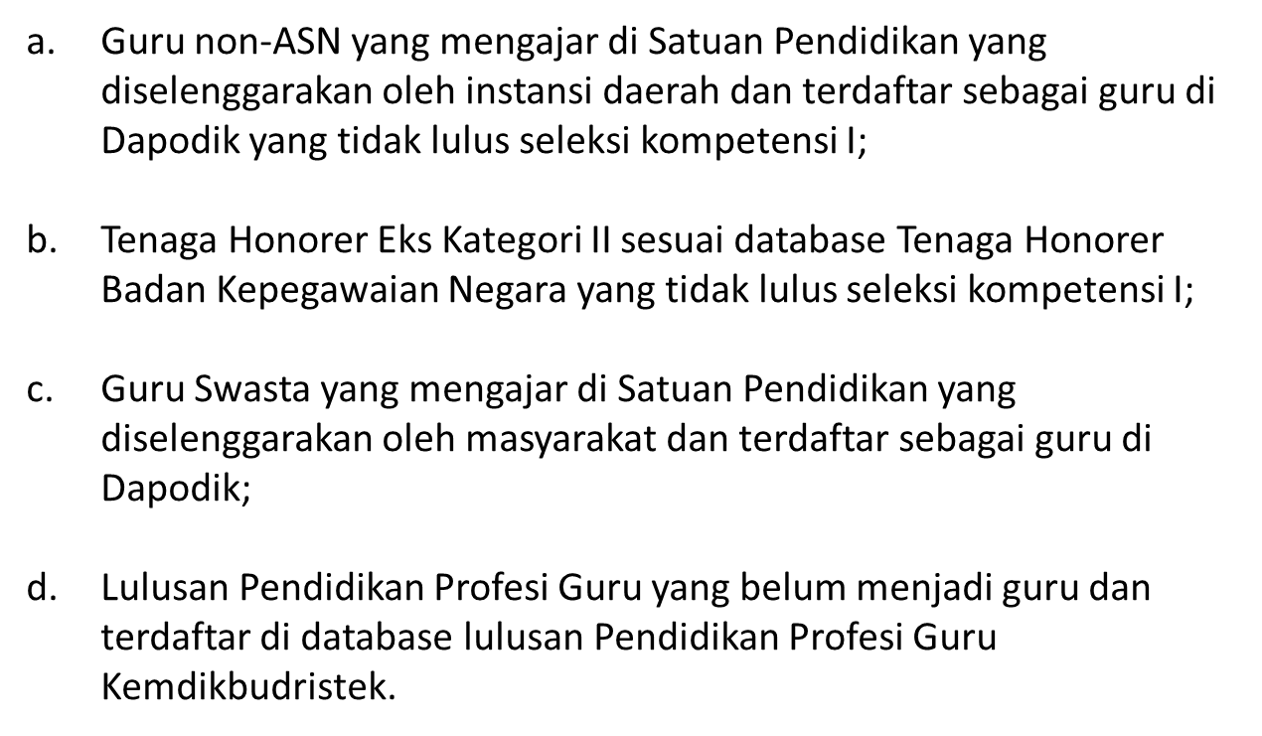 a. Guru non-ASN yang mengajar di Satuan Pendidikan yang
diselenggarakan oleh instansi daerah dan terdaftar sebagai guru di
Dapodik yang tidak lulus seleksi kompetensi I;
b. Tenaga Honorer Eks Kategori II sesuai database Tenaga Honorer
Badan Kepegawaian Negara yang tidak lulus seleksi kompetensi I;
c. Guru Swasta yang mengajar di Satuan Pendidikan yang
diselenggarakan oleh masyarakat dan terdaftar sebagai guru di
Dapodik;
d. Lulusan Pendidikan Profesi Guru yang belum menjadi guru dan
terdaftar di database lulusan Pendidikan Profesi Guru
Kemdikbudristek.